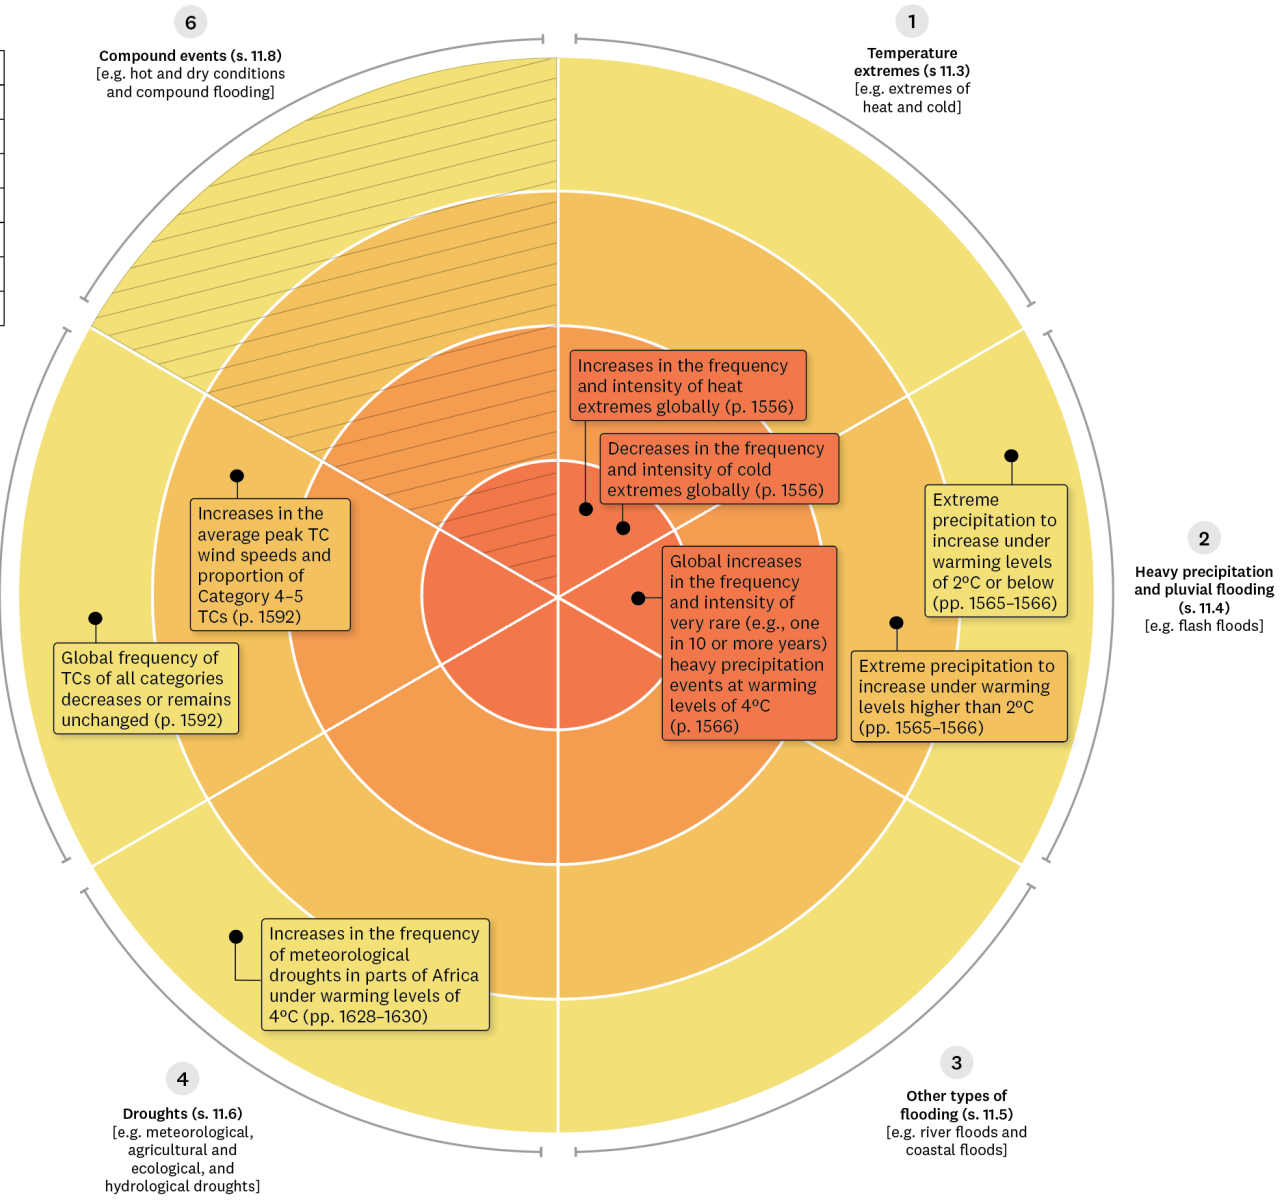 6
Compound events (s. 11.8)
[e.g. hot and dry conditions
and compound flooding]
1
Temperature
extremes (s 11.3)
[e.g. extremes of
heat and cold]
Increases in the frequency
and intensity of heat
extremes globally (p. 1556)
Decreases in the frequency
and intensity of cold
extremes globally (p. 1556)
Extreme
precipitation to
increase under
warming levels
of 2ºC or below
(pp. 1565–1566)
2
Heavy precipitation
and pluvial flooding
(s. 11.4)
[e.g. flash floods]
Increases in the
average peak TC
wind speeds and
proportion of
Category 4–5
TCs (p. 1592)
Global increases
in the frequency
and intensity of
very rare (e.g., one
in 10 or more years)
heavy precipitation
events at warming
levels of 4ºC
(p. 1566)
Global frequency of
TCs of all categories
decreases or remains
unchanged (p. 1592)
Extreme precipitation to
increase under warming
levels higher than 2ºC
(pp. 1565–1566)
Increases in the frequency
of meteorological
droughts in parts of Africa
under warming levels of
4ºC (pp. 1628–1630)
4
Droughts (s. 11.6)
[e.g. meteorological,
agricultural and
ecological, and
hydrological droughts]
3
Other types of
flooding (s. 11.5)
[e.g. river floods and
coastal floods]